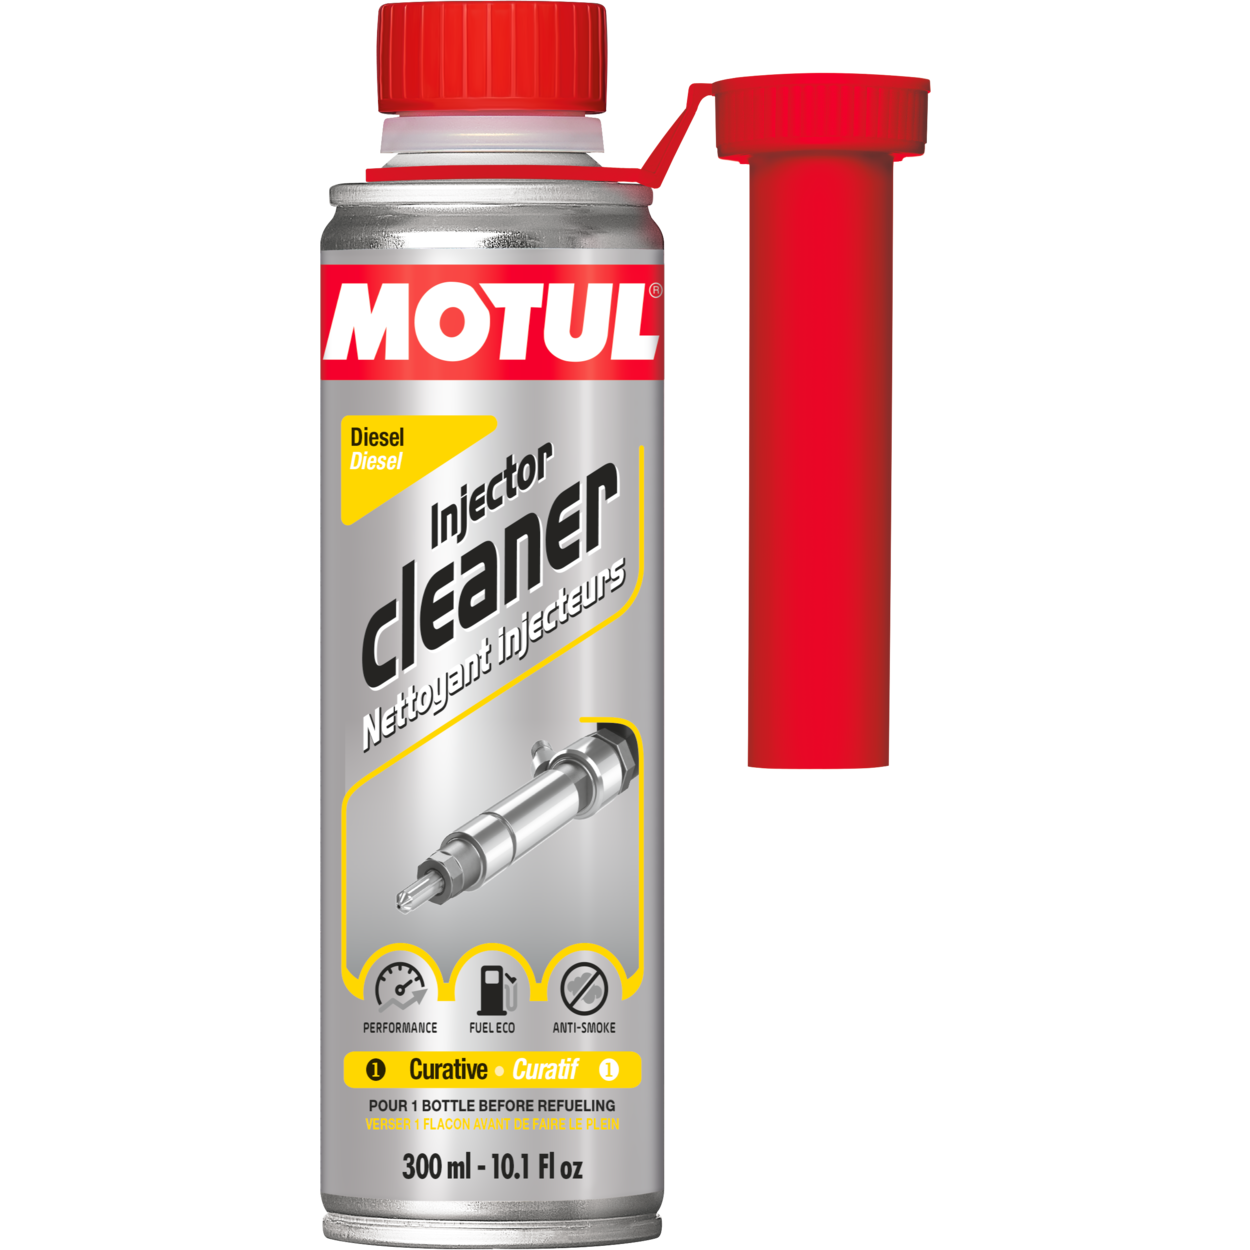 MOTUL®
Diesel
Diesel
Injector
cleaner
Nettoyant injecteurs
PERFORMANCE FUEL ECO ANTI-SMOKE
1 Curative • Curatif 1
POUR 1 BOTTLE BEFORE REFUELING
VERSER 1 FLACON AVANT DE FAIRE LE PLEIN
300 ml - 10.1 Fl oz